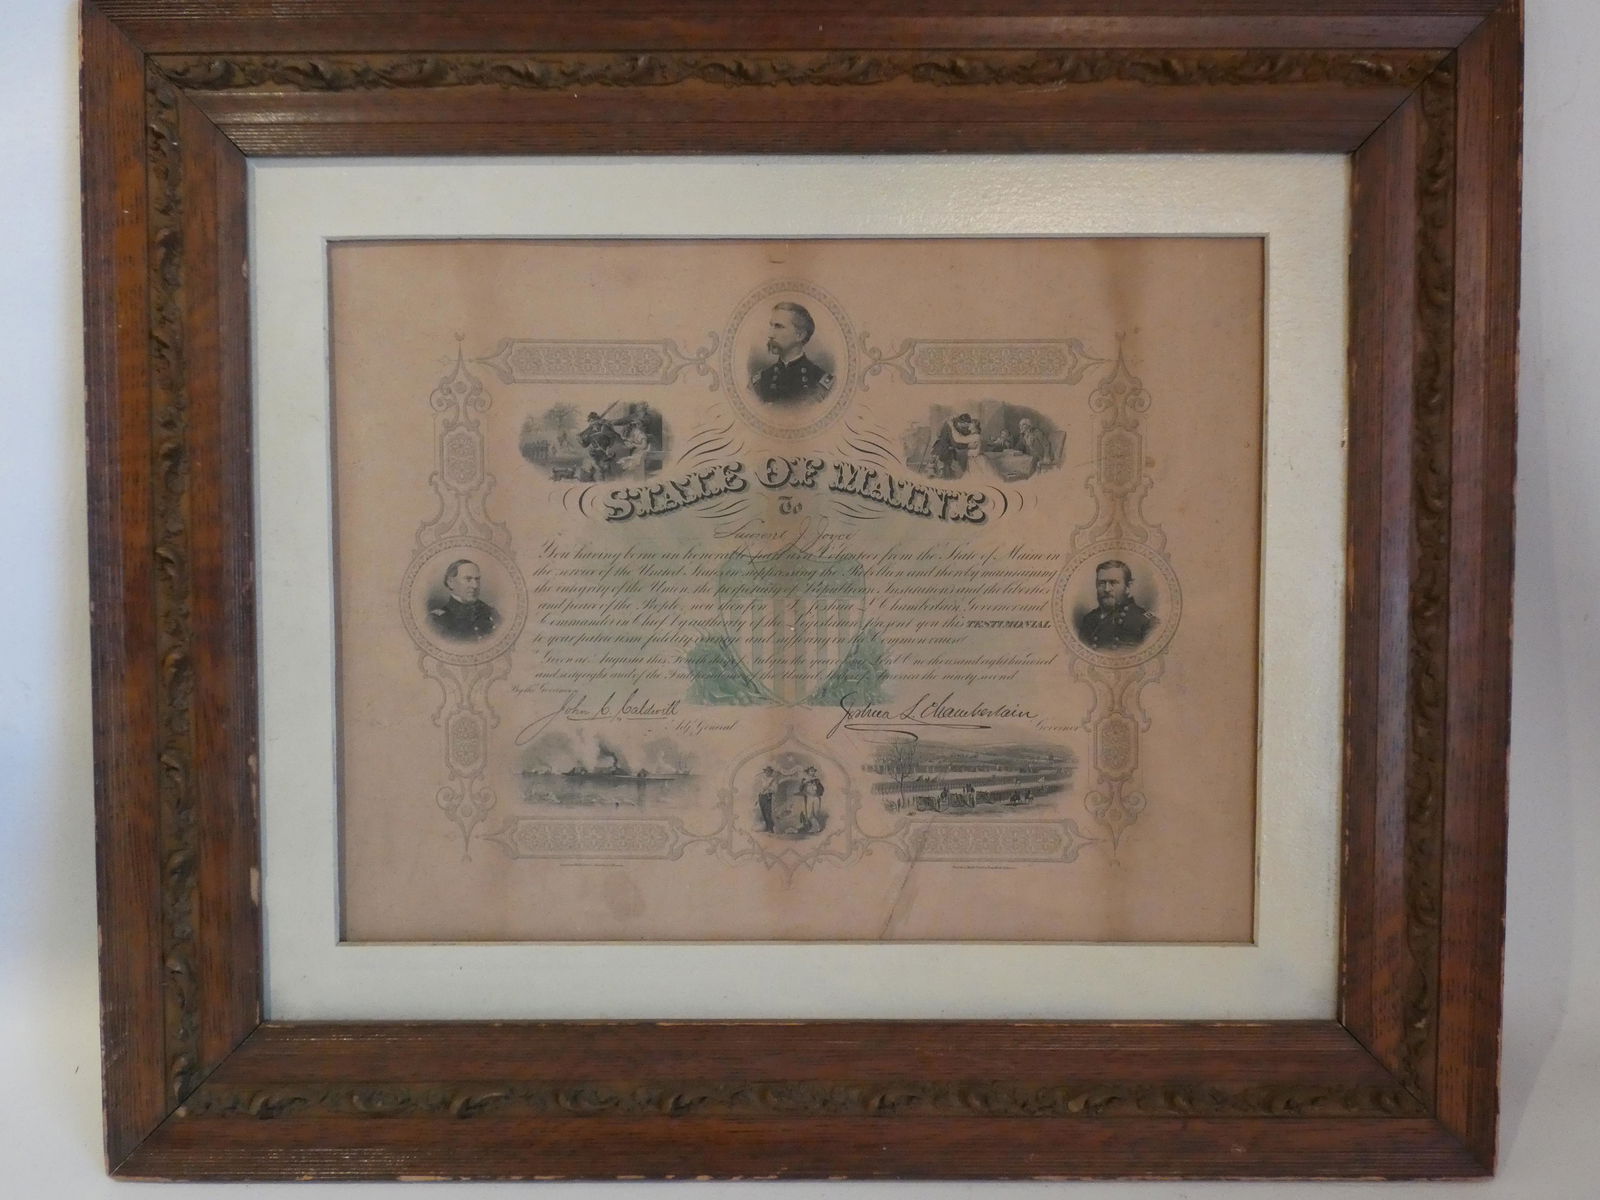 STATE OF MAINE
To
J. Joyce
You having borne an honorable part as a Volunteer from the State of Maine in
the service of the United States in suppressing the Rebellion and thereby maintaining
the integrity of the Union, the perpetuity of Republican Institutions and the liberties
and peace of the People, now therefore I, Joshua L Chamberlain, Governor and
Commander in Chief by authority of the Legislature present you this TESTIMONIAL
to your patriotism fidelity courage and suffering in the Common cause
Given at Augusta this Fourth day of July in the year of our Lord One thousand eight hundred
and sixty eight and of the Independence of the United States of America the ninety second
By the Governor
John C. Caldwell
Adj. General
Joshua L. Chamberlain
Governor